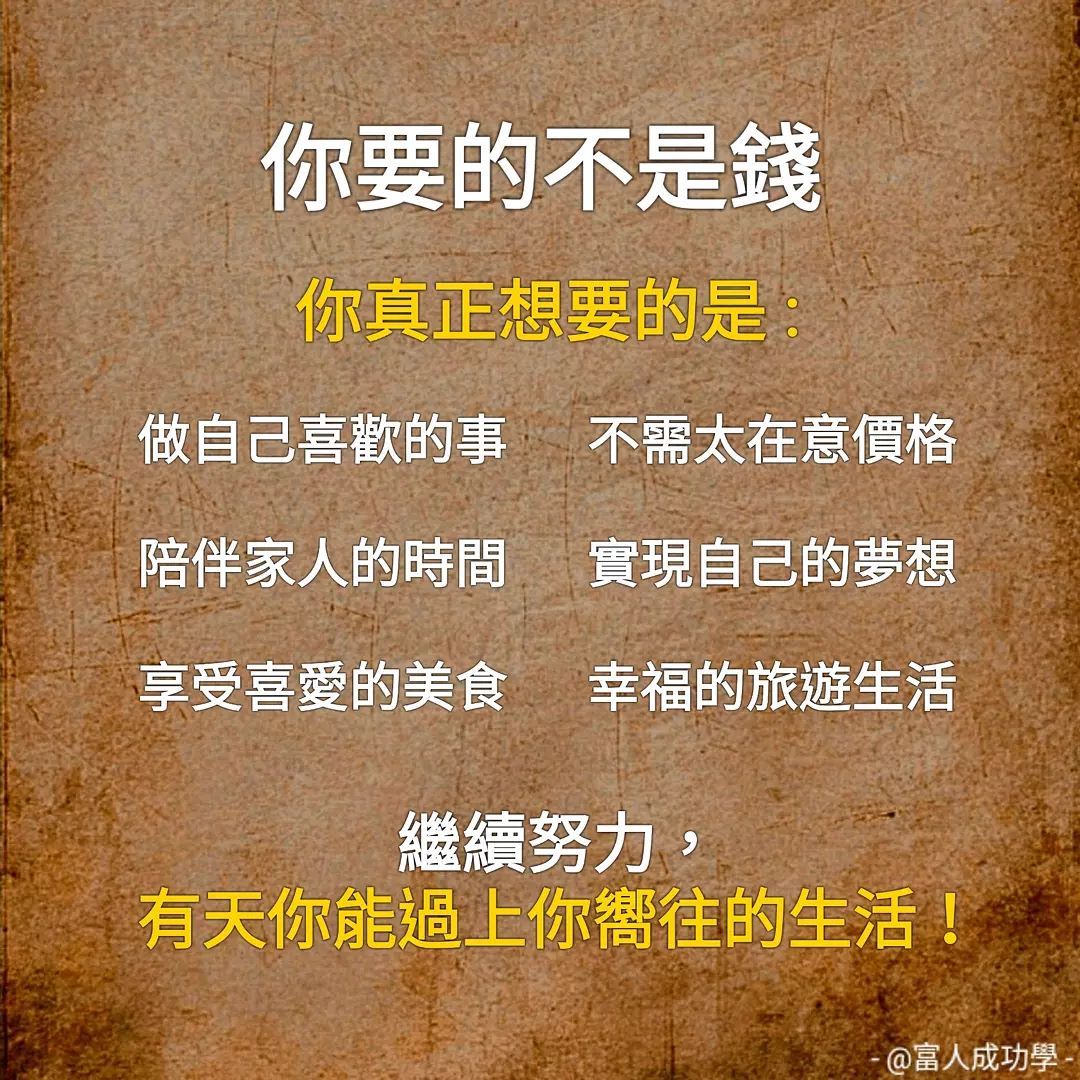 你要的不是錢
你真正想要的是:
做自己喜歡的事 不需太在意價格
陪伴家人的時間 實現自己的夢想
享受喜愛的美食 幸福的旅遊生活
繼續努力，
有天你能過上你嚮往的生活！
- @富人成功學 -